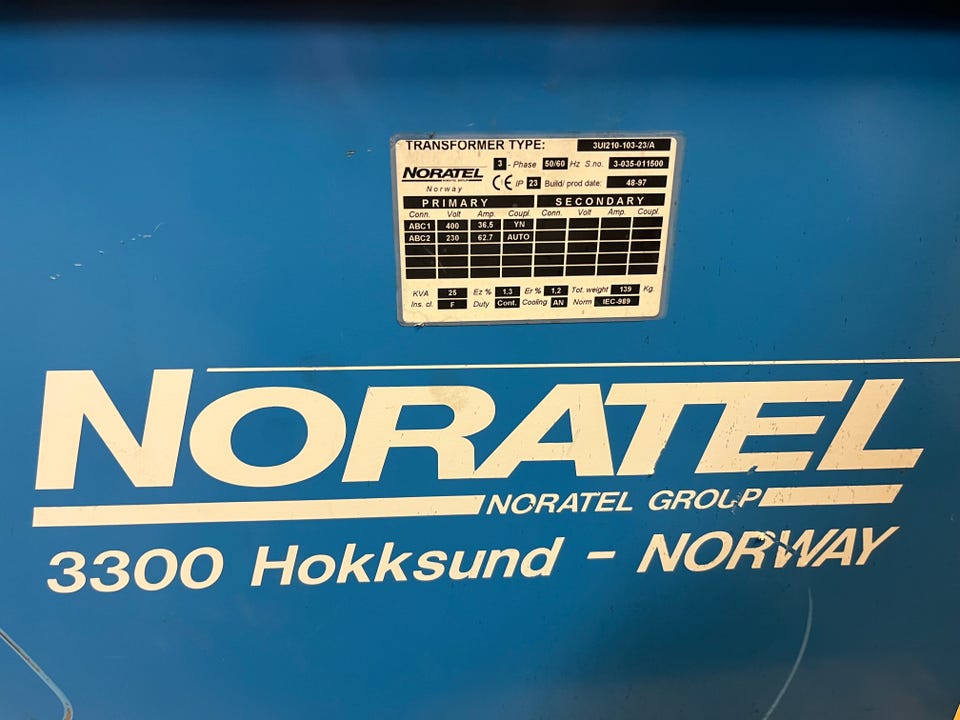 TRANSFORMER TYPE: 3UI210-103-23/A
3 - Phase 50/60 Hz S.no. 3-035-011500
NORATEL
NORATEL GROUP
Norway
CE IP 23 Build/ prod date: 48-97
PRIMARY SECONDARY
Conn. Volt Amp. Coupl. Conn. Volt Amp. Coupl.
ABC1 400 36.5 YN
ABC2 230 62.7 AUTO
KVA 25 Ez % 1,3 Er % 1,2 Tot. weight 139 Kg.
Ins. cl. F Duty Cont. Cooling AN Norm IEC-989
NORATEL
NORATEL GROUP
3300 Hokksund - NORWAY